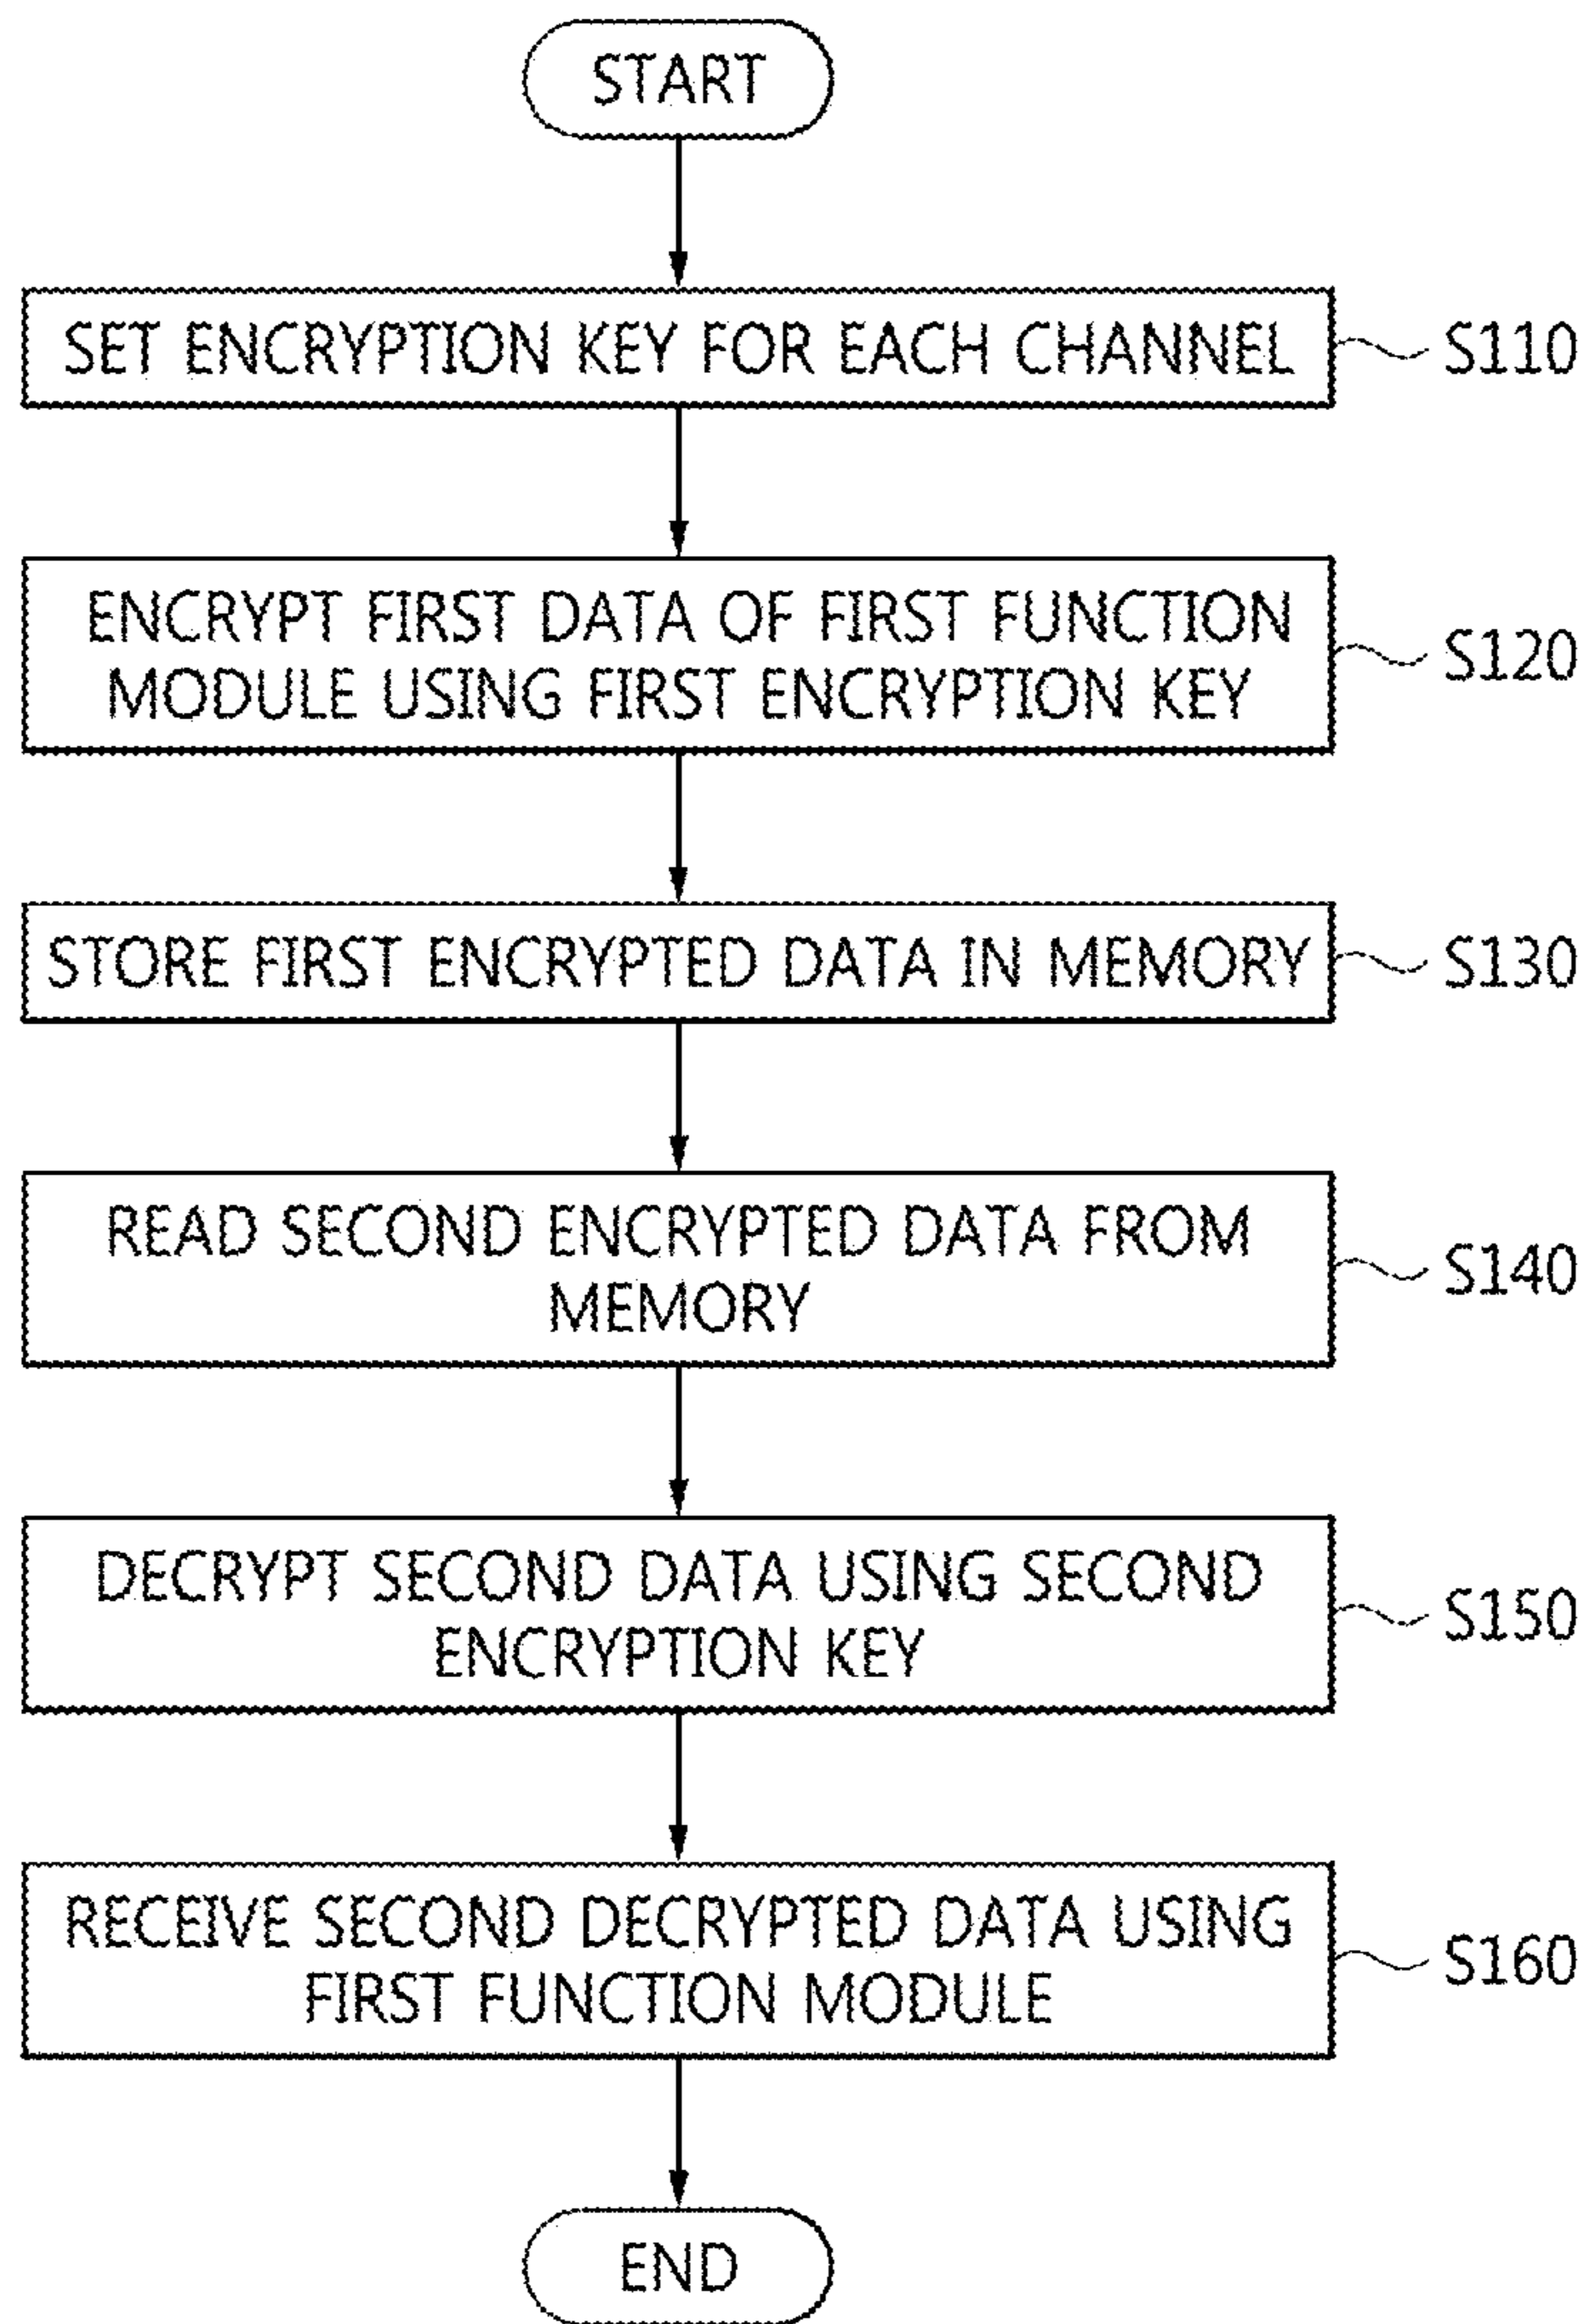 START
SET ENCRYPTION KEY FOR EACH CHANNEL
S110
ENCRYPT FIRST DATA OF FIRST FUNCTION
MODULE USING FIRST ENCRYPTION KEY
S120
STORE FIRST ENCRYPTED DATA IN MEMORY
S130
READ SECOND ENCRYPTED DATA FROM
MEMORY
S140
DECRYPT SECOND DATA USING SECOND
ENCRYPTION KEY
S150
RECEIVE SECOND DECRYPTED DATA USING
FIRST FUNCTION MODULE
S160
END